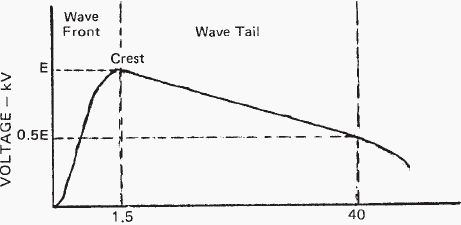 Wave
Front
Wave Tail
Crest
E
0.5E
VOLTAGE – kV
1.5
40